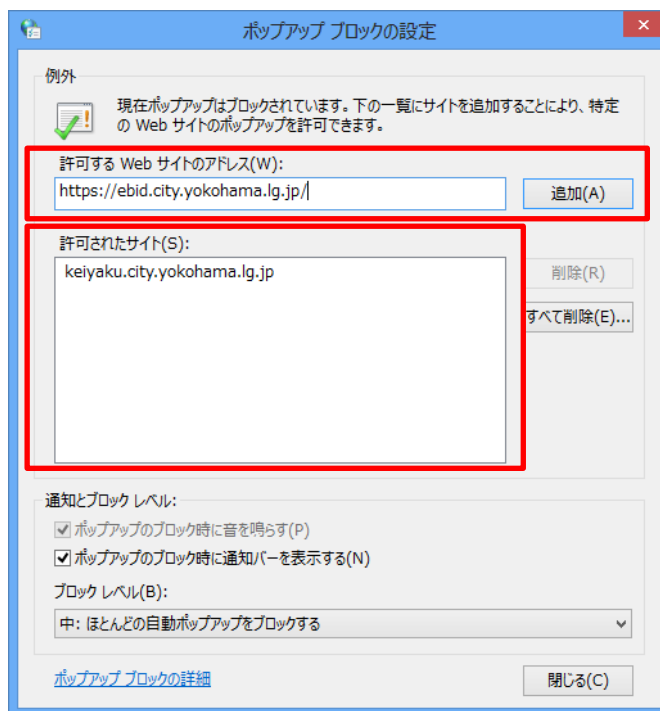 ポップアップ ブロックの設定
例外
現在ポップアップはブロックされています。下の一覧にサイトを追加することにより、特定
の Web サイトのポップアップを許可できます。
許可する Web サイトのアドレス(W):
https://ebid.city.yokohama.lg.jp/
追加(A)
許可されたサイト(S):
keiyaku.city.yokohama.lg.jp
削除(R)
すべて削除(E)...
通知とブロック レベル:
ポップアップのブロック時に音を鳴らす(P)
ポップアップのブロック時に通知バーを表示する(N)
ブロック レベル(B):
中: ほとんどの自動ポップアップをブロックする
ポップアップ ブロックの詳細
閉じる(C)